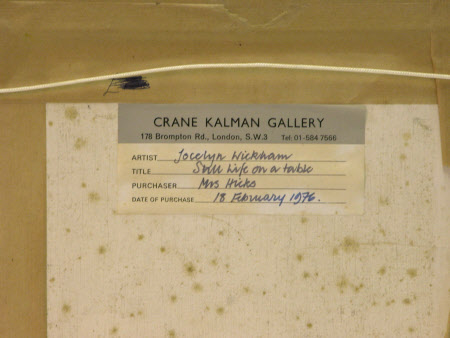 CRANE KALMAN GALLERY
178 Brompton Rd., London, S.W.3 Tel: 01-584 7566
ARTIST Jocelyn Wickham
TITLE Still Life on a table
PURCHASER Mrs Hicks
DATE OF PURCHASE 18 February 1976.